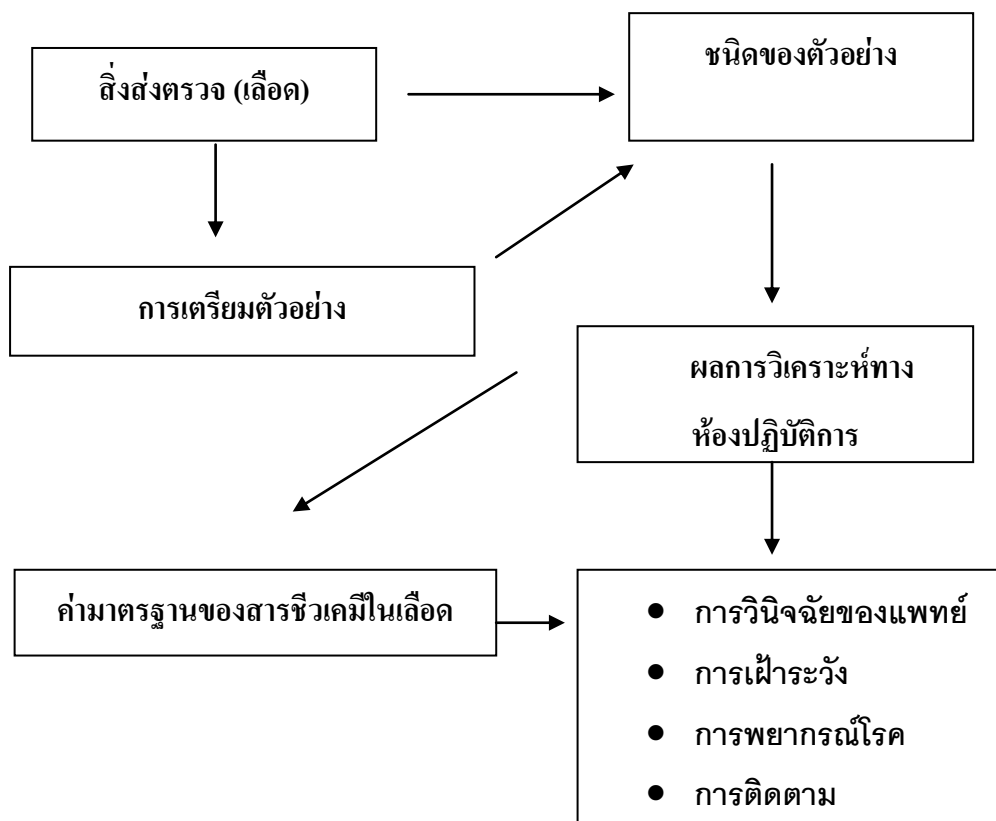 สิ่งส่งตรวจ (เลือด)
ชนิดของตัวอย่าง
การเตรียมตัวอย่าง
ผลการวิเคราะห์ทาง
ห้องปฏิบัติการ
ค่ามาตรฐานของสารชีวเคมีในเลือด
● การวินิจฉัยของแพทย์
● การเฝ้าระวัง
● การพยากรณ์โรค
● การติดตาม